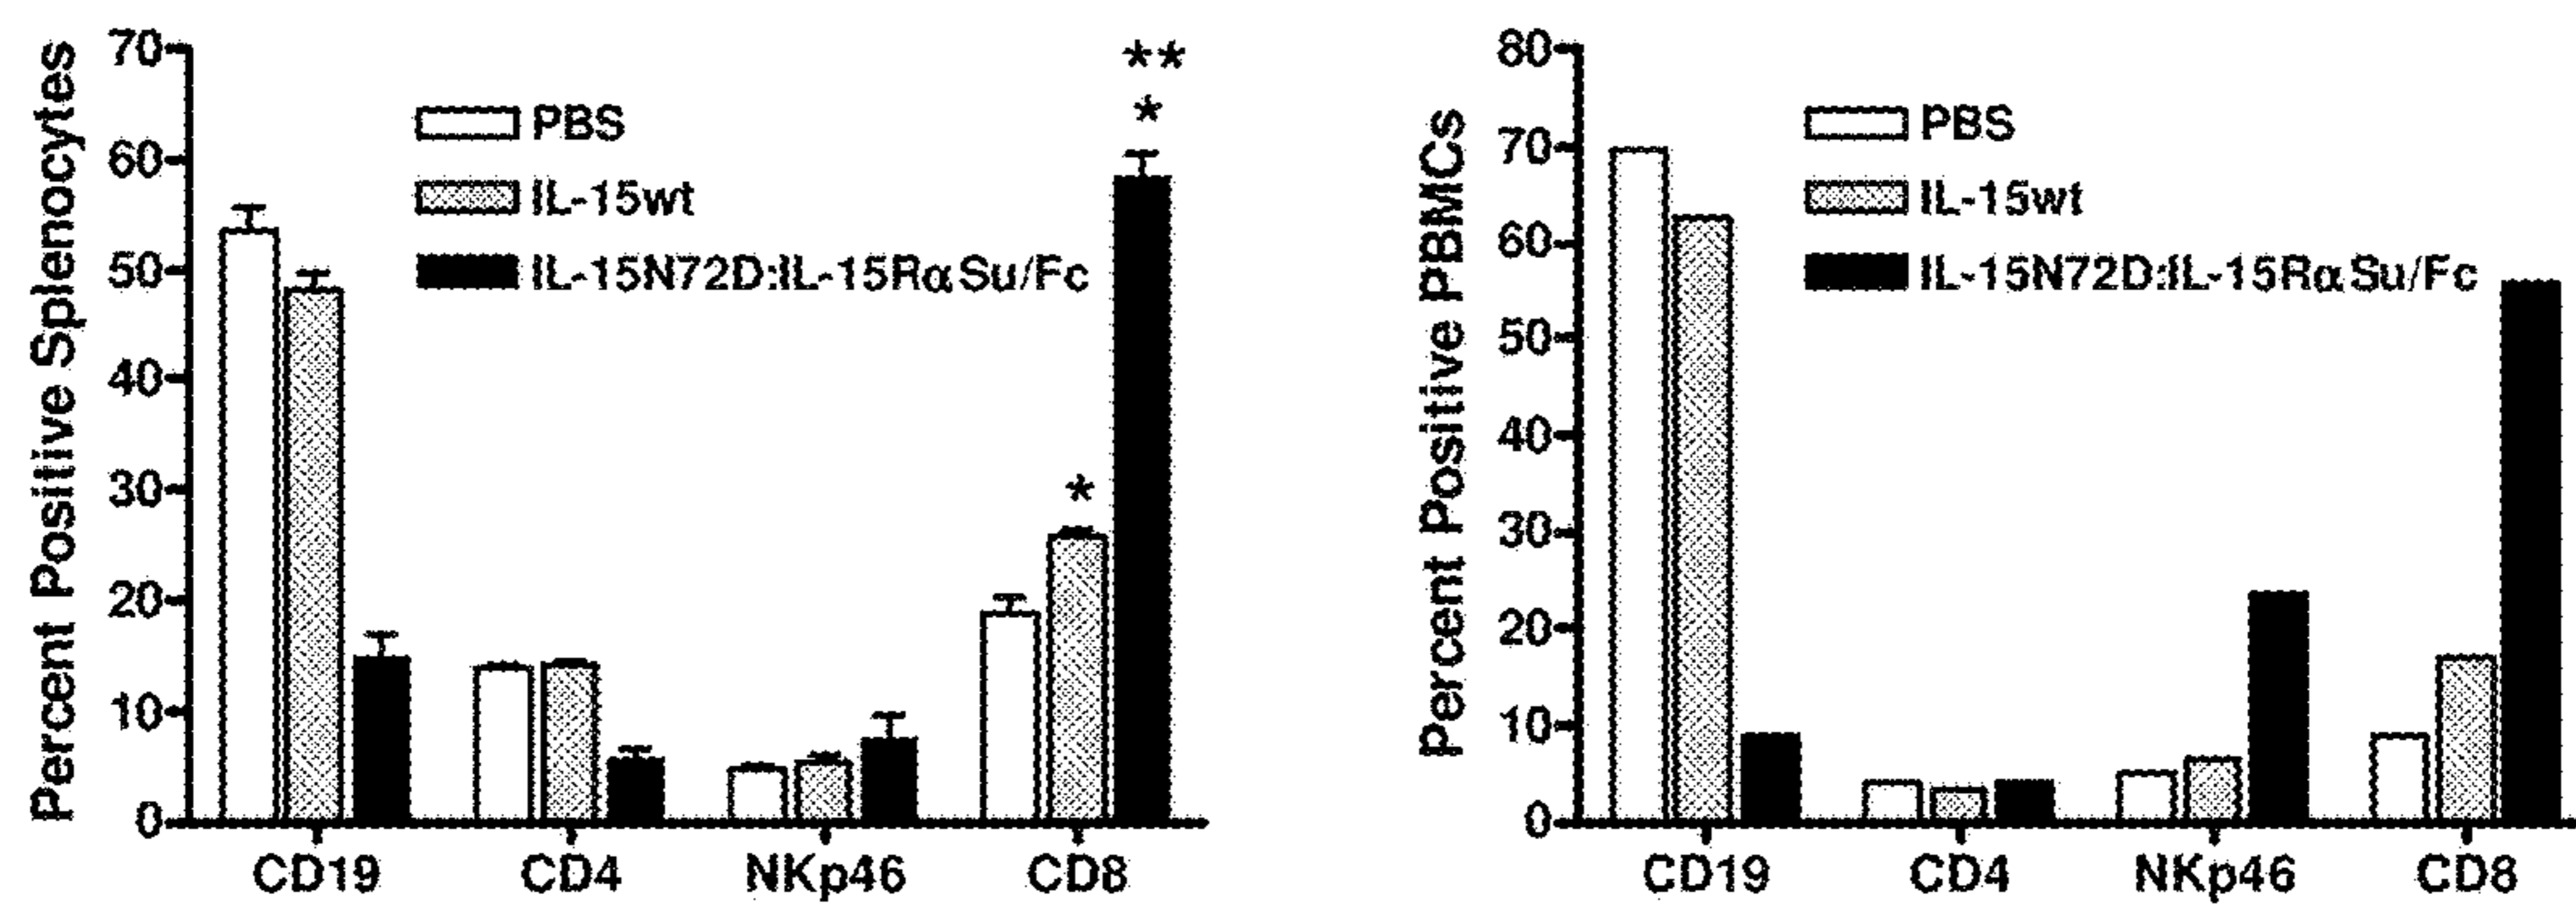 Percent Positive Splenocytes
70
60
50
40
30
20
10
0
PBS
IL-15wt
IL-15N72D:IL-15RαSu/Fc
**
*
*
CD19 CD4 NKp46 CD8
Percent Positive PBMCs
80
70
60
50
40
30
20
10
0
PBS
IL-15wt
IL-15N72D:IL-15RαSu/Fc
CD19 CD4 NKp46 CD8